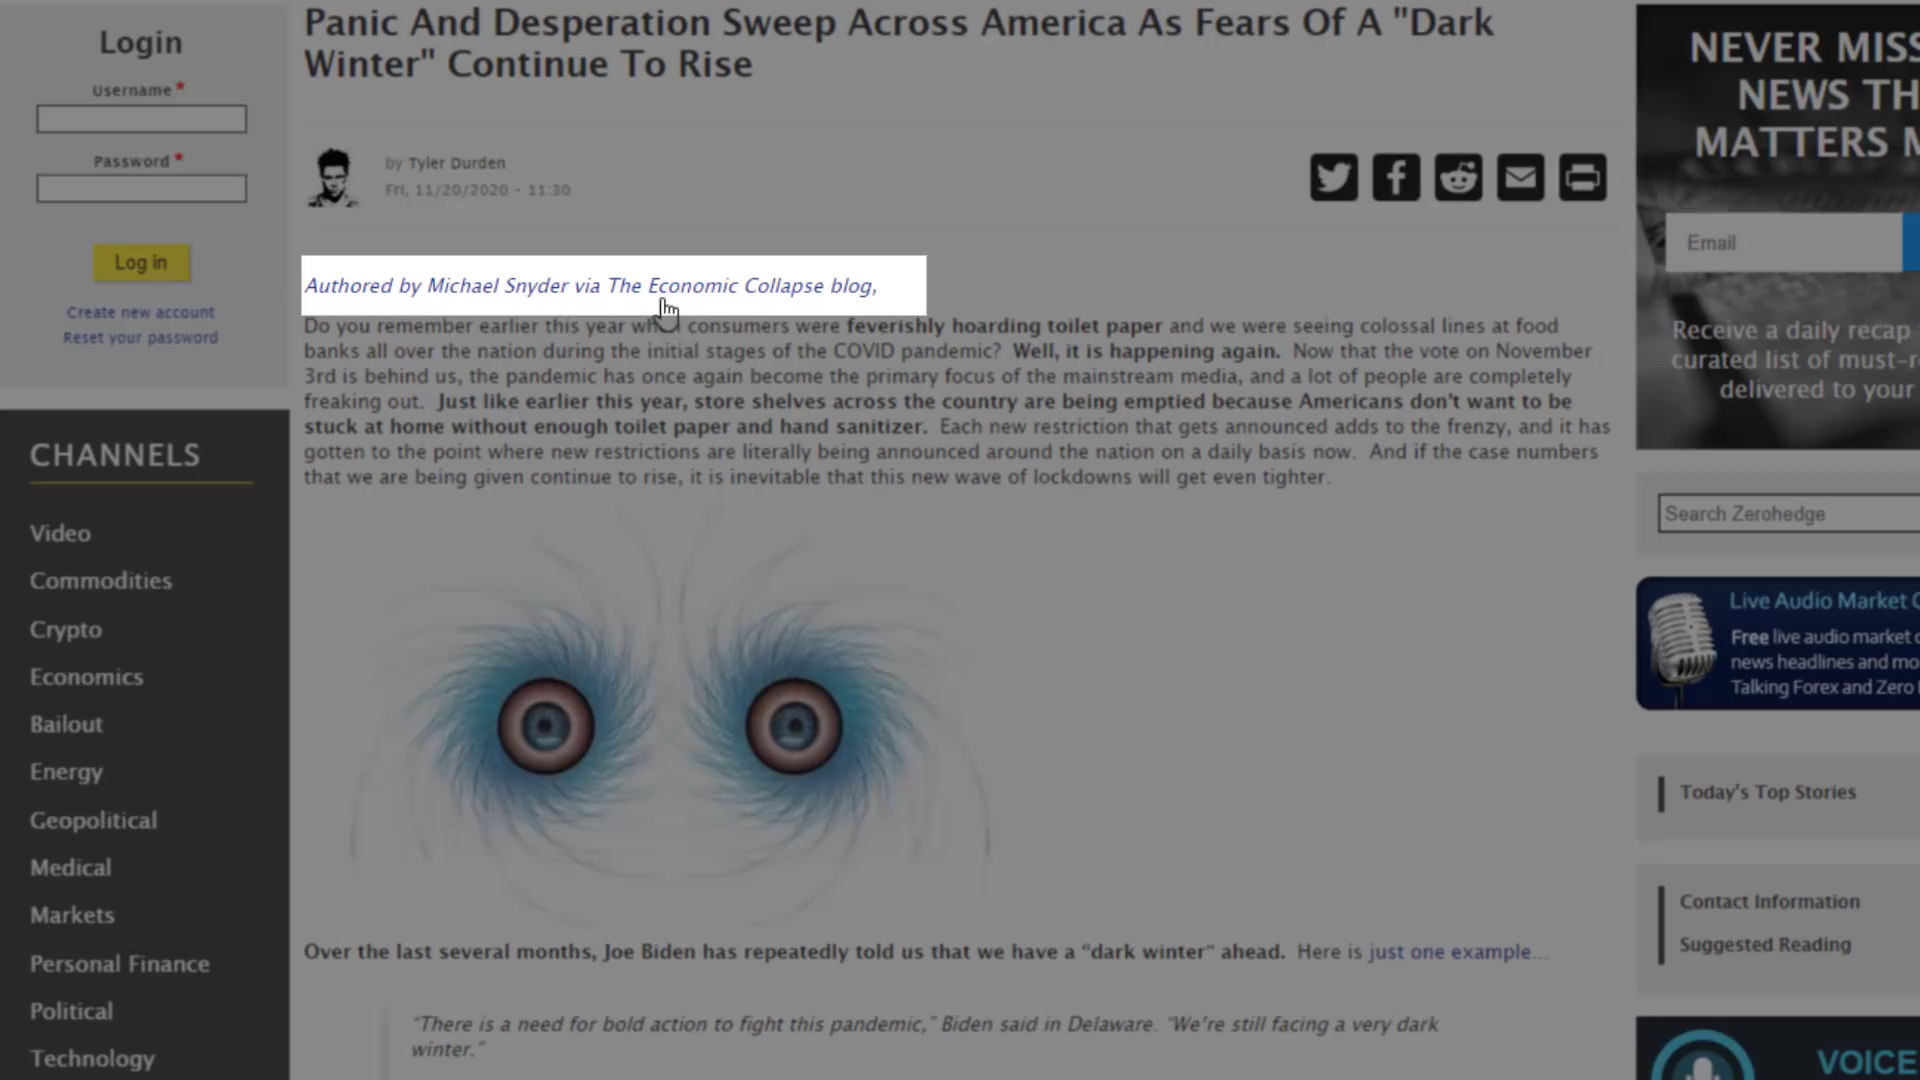 Login
Username *
Password *
Log in
Create new account
Reset your password
CHANNELS
Video
Commodities
Crypto
Economics
Bailout
Energy
Geopolitical
Medical
Markets
Personal Finance
Political
Technology
Panic And Desperation Sweep Across America As Fears Of A "Dark
Winter" Continue To Rise
by Tyler Durden
Fri, 11/20/2020 - 11:30
Authored by Michael Snyder via The Economic Collapse blog,
Do you remember earlier this year consumers were feverishly hoarding toilet paper and we were seeing colossal lines at food
banks all over the nation during the initial stages of the COVID pandemic? Well, it is happening again. Now that the vote on November
3rd is behind us, the pandemic has once again become the primary focus of the mainstream media, and a lot of people are completely
freaking out. Just like earlier this year, store shelves across the country are being emptied because Americans don't want to be
stuck at home without enough toilet paper and hand sanitizer. Each new restriction that gets announced adds to the frenzy, and it has
gotten to the point where new restrictions are literally being announced around the nation on a daily basis now. And if the case numbers
that we are being given continue to rise, it is inevitable that this new wave of lockdowns will get even tighter.
Over the last several months, Joe Biden has repeatedly told us that we have a “dark winter” ahead. Here is just one example…
“There is a need for bold action to fight this pandemic,” Biden said in Delaware. “We’re still facing a very dark
winter.”
NEVER MISS
NEWS TH
MATTERS M
Email
Receive a daily recap
curated list of must-r
delivered to your
Search Zerohedge
Live Audio Market
Free live audio market
news headlines and mo
Talking Forex and Zero
Today's Top Stories
Contact Information
Suggested Reading
VOICE